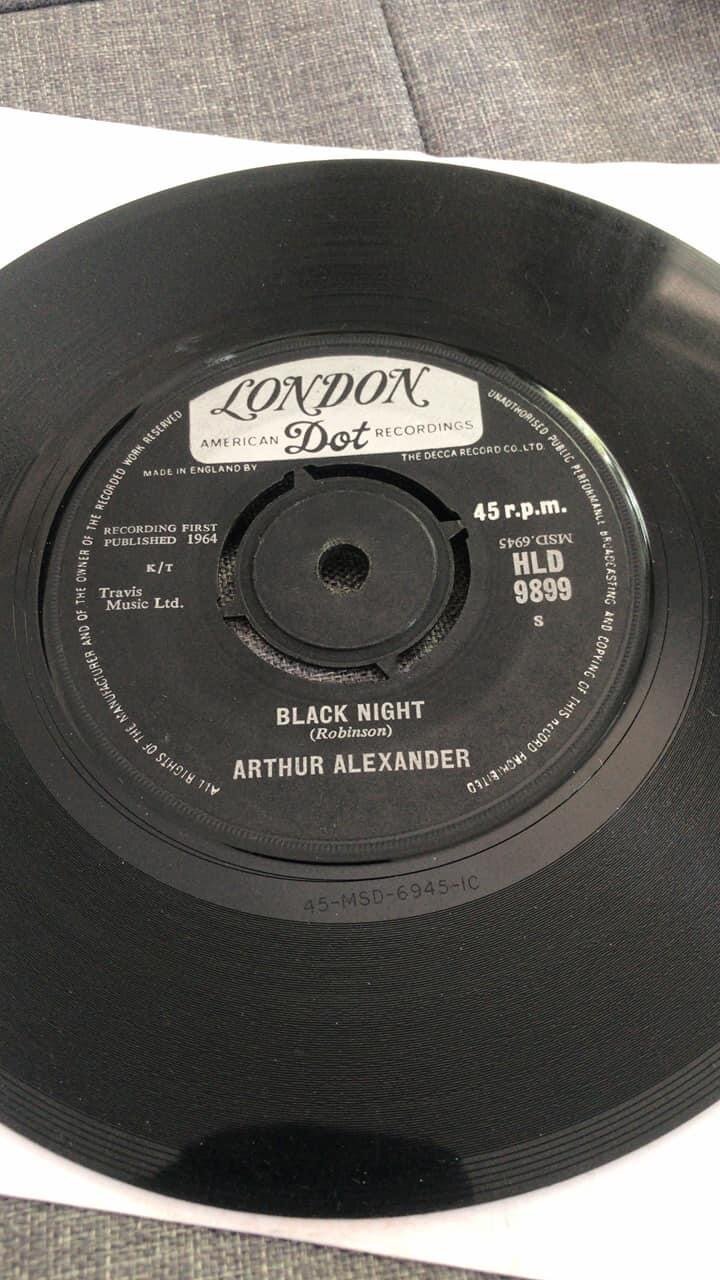 LONDON
AMERICAN Dot RECORDINGS
MADE IN ENGLAND BY THE DECCA RECORD CO., LTD.
ALL RIGHTS OF THE MANUFACTURER AND OF THE OWNER OF THE RECORDED WORK RESERVED
UNAUTHORISED PUBLIC PERFORMANCE BROADCASTING AND COPYING OF THIS RECORD PROHIBITED
RECORDING FIRST
PUBLISHED 1964
K/T
Travis
Music Ltd.
45 r.p.m.
MSD.6945
HLD
9899
S
BLACK NIGHT
(Robinson)
ARTHUR ALEXANDER
45-MSD-6945-1C